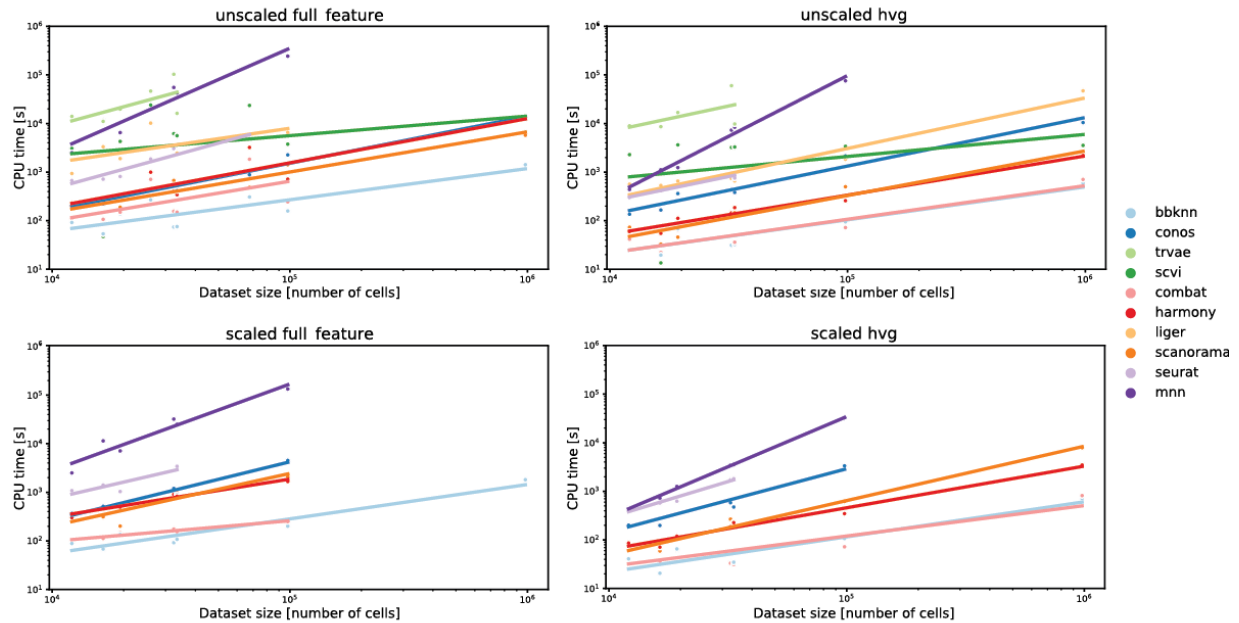 unscaled full_feature
10⁶
10⁵
10⁴
10³
10²
10¹
CPU time [s]
10⁴
10⁵
10⁶
Dataset size [number of cells]
unscaled hvg
10⁶
10⁵
10⁴
10³
10²
10¹
CPU time [s]
10⁴
10⁵
10⁶
Dataset size [number of cells]
scaled full_feature
10⁶
10⁵
10⁴
10³
10²
10¹
CPU time [s]
10⁴
10⁵
10⁶
Dataset size [number of cells]
scaled hvg
10⁶
10⁵
10⁴
10³
10²
10¹
CPU time [s]
10⁴
10⁵
10⁶
Dataset size [number of cells]
bbknn
conos
trvae
scvi
combat
harmony
liger
scanorama
seurat
mnn